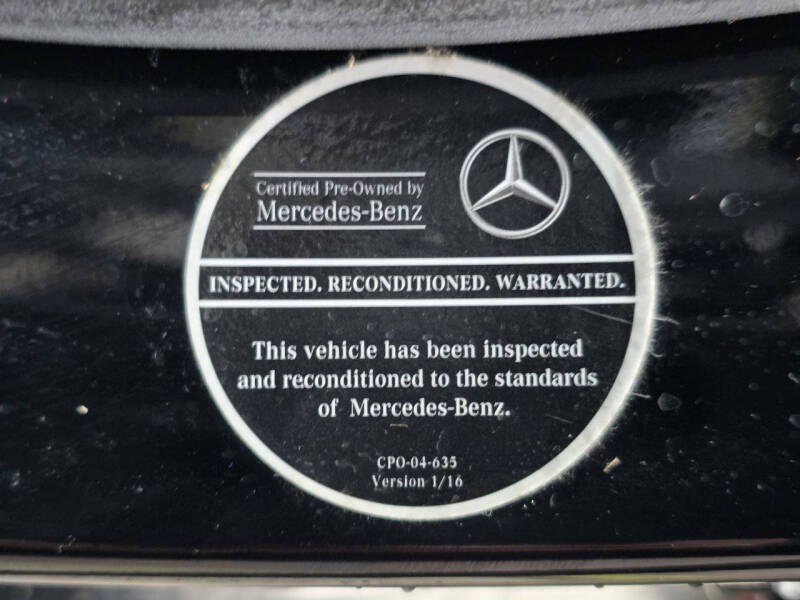 Certified Pre-Owned by
Mercedes-Benz
INSPECTED. RECONDITIONED. WARRANTED.
This vehicle has been inspected
and reconditioned to the standards
of Mercedes-Benz.
CPO-04-635
Version 1/16